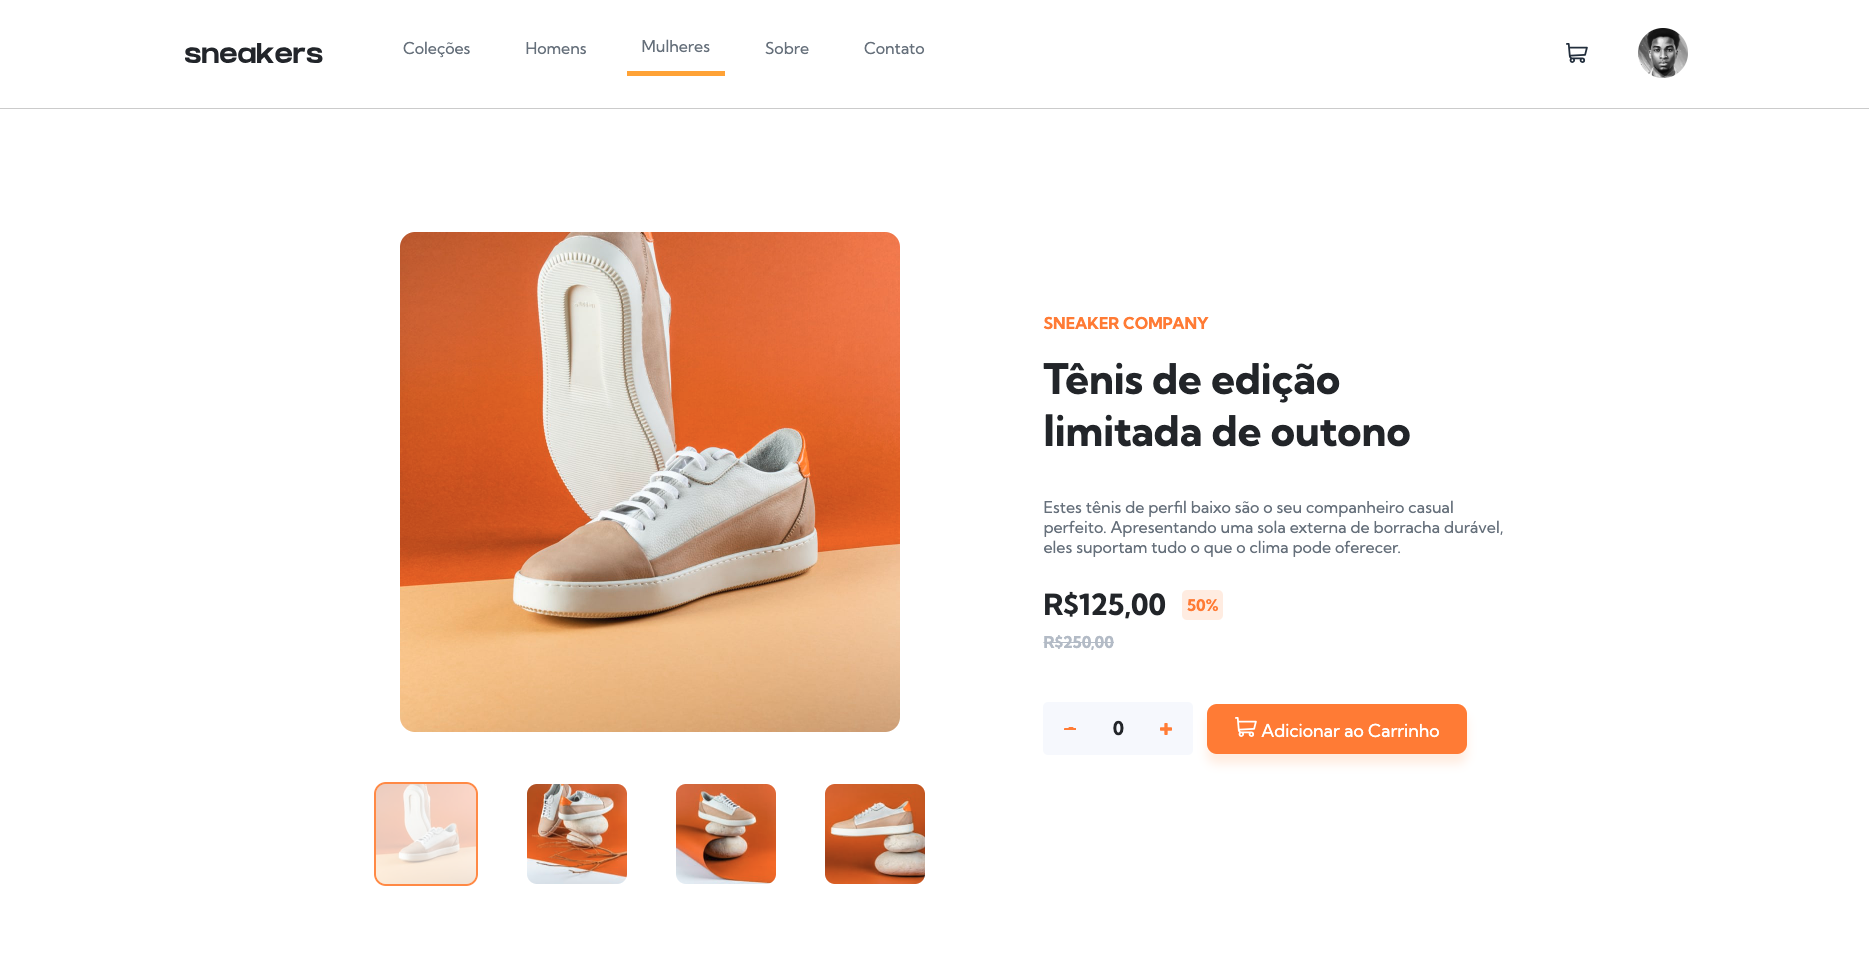 sneakers
Coleções
Homens
Mulheres
Sobre
Contato
SNEAKER COMPANY
Tênis de edição
limitada de outono
Estes tênis de perfil baixo são o seu companheiro casual
perfeito. Apresentando uma sola externa de borracha durável,
eles suportam tudo o que o clima pode oferecer.
R$125,00 50%
R$250,00
− 0 +
Adicionar ao Carrinho